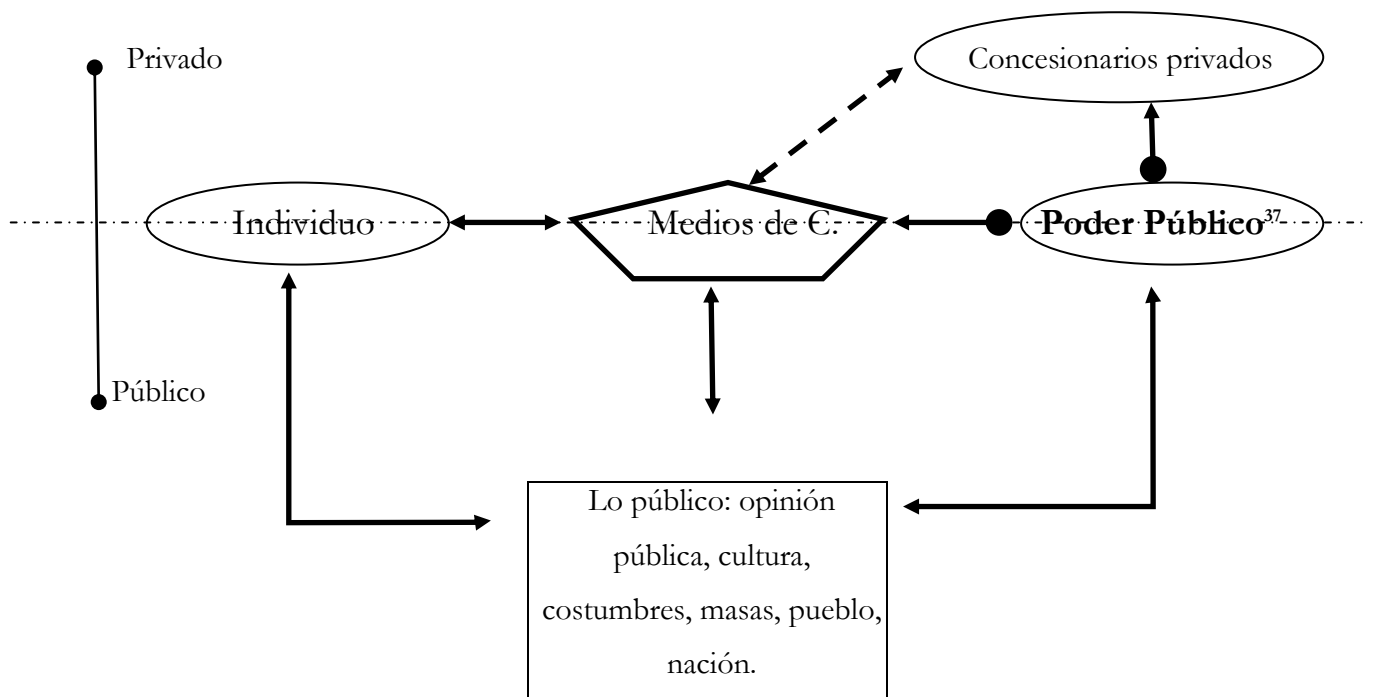 Privado
Concesionarios privados
Individuo
Medios de C.
Poder Público³⁷
Público
Lo público: opinión
pública, cultura,
costumbres, masas, pueblo,
nación.